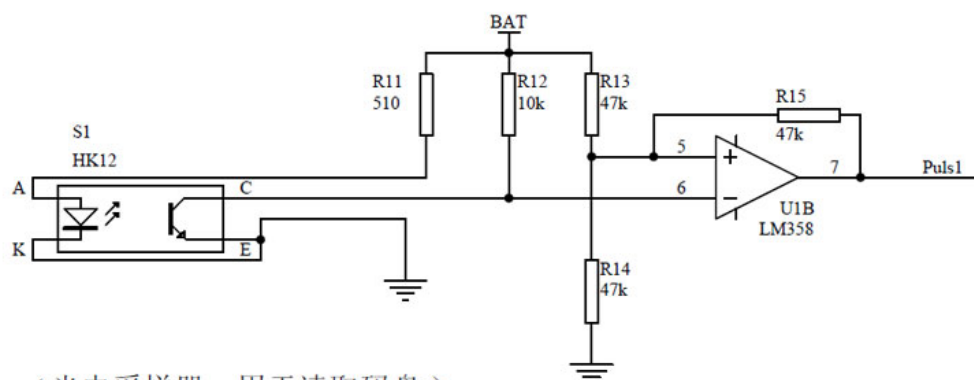 BAT
R11
510
R12
10k
R13
47k
R15
47k
S1
HK12
A
C
K
E
5
6
7
Puls1
U1B
LM358
R14
47k